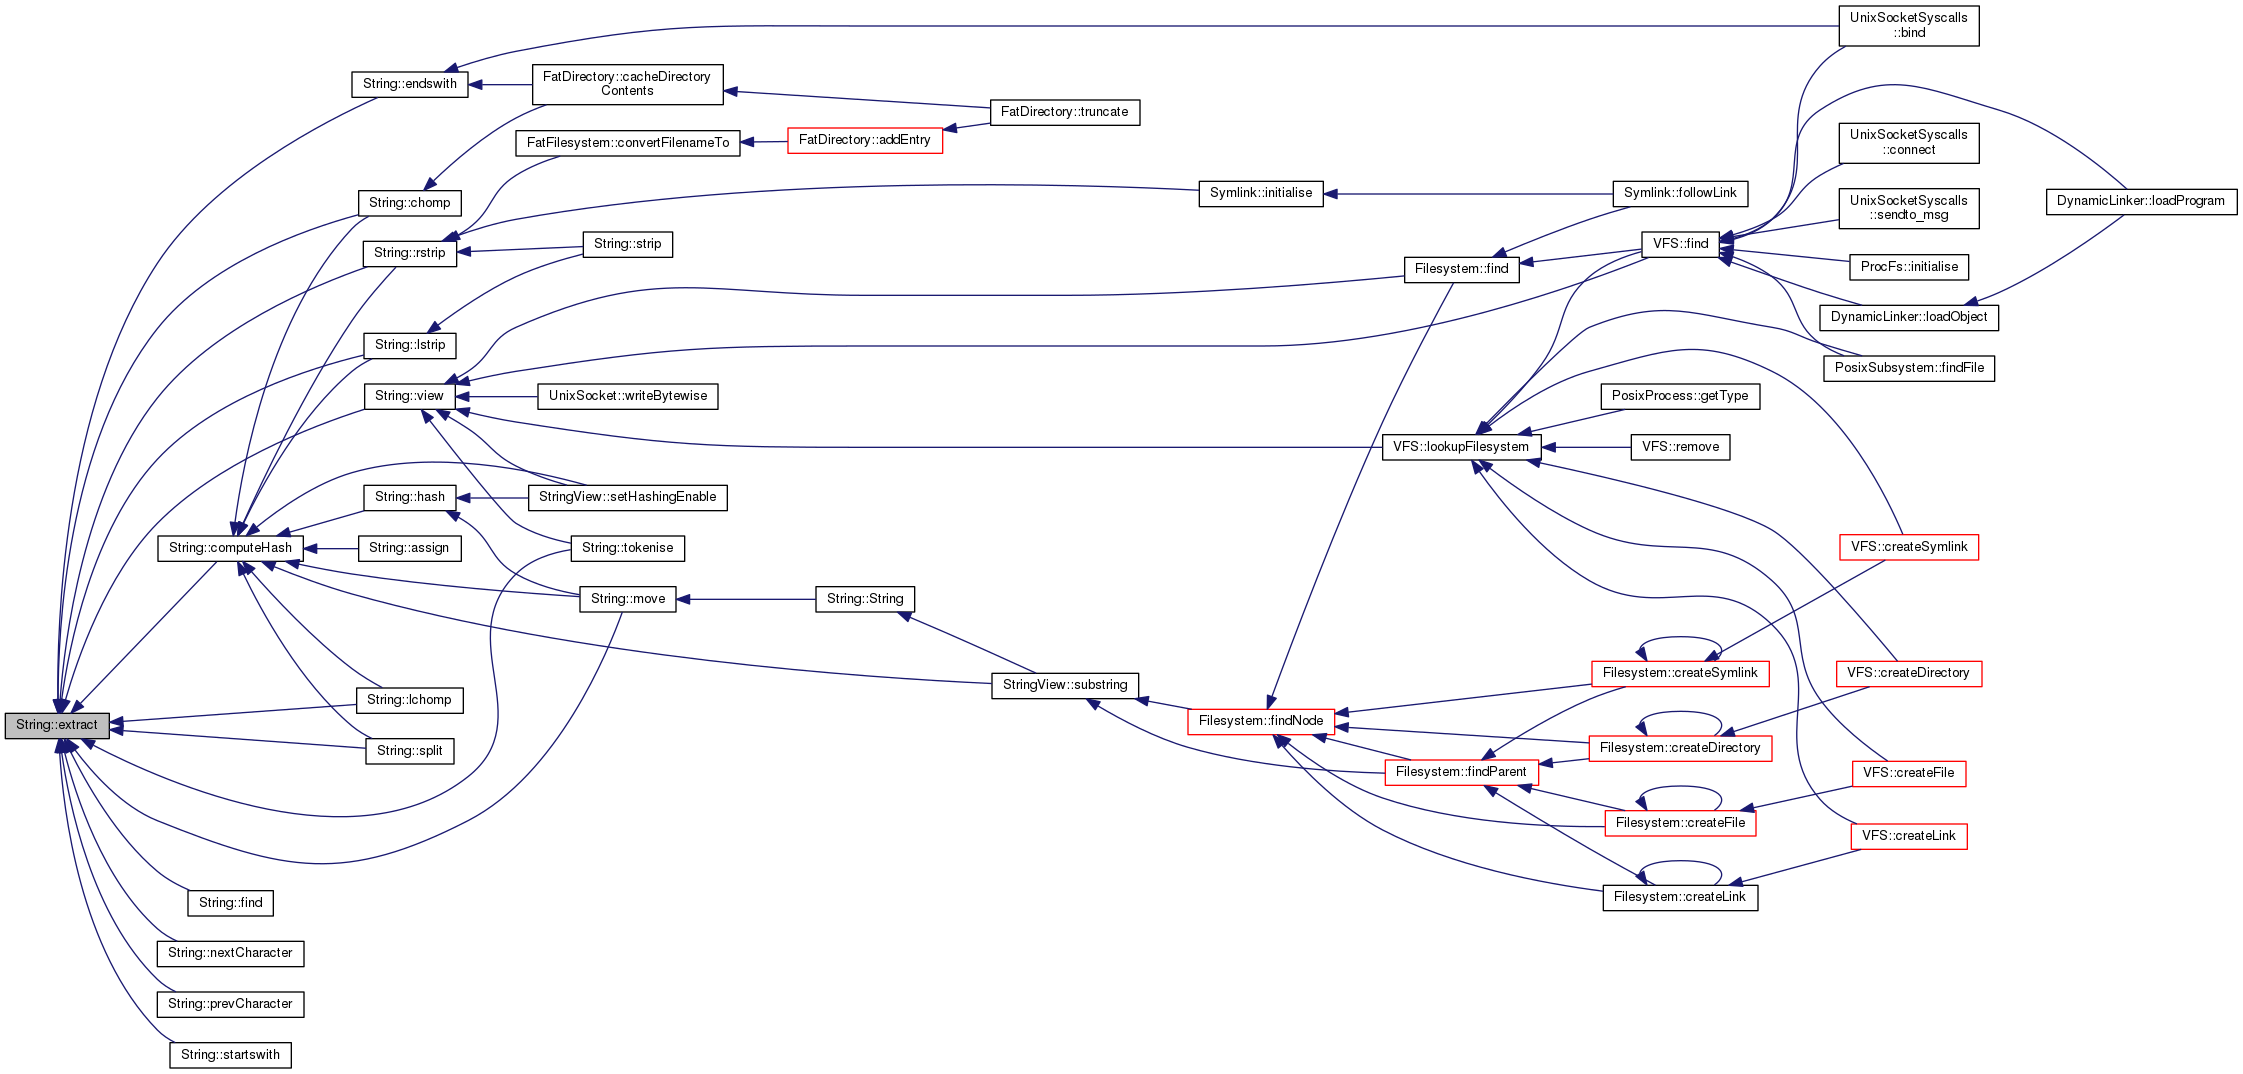 UnixSocketSyscalls
::bind
String::endswith
FatDirectory::cacheDirectory
Contents
FatDirectory::truncate
FatFilesystem::convertFilenameTo
FatDirectory::addEntry
UnixSocketSyscalls
::connect
String::chomp
Symlink::initialise
Symlink::followLink
UnixSocketSyscalls
::sendto_msg
DynamicLinker::loadProgram
String::rstrip
String::strip
VFS::find
Filesystem::find
ProcFs::initialise
DynamicLinker::loadObject
String::lstrip
PosixSubsystem::findFile
String::view
UnixSocket::writeBytewise
PosixProcess::getType
VFS::lookupFilesystem
VFS::remove
String::hash
StringView::setHashingEnable
String::computeHash
String::assign
String::tokenise
VFS::createSymlink
String::move
String::String
StringView::substring
Filesystem::createSymlink
VFS::createDirectory
String::lchomp
String::extract
Filesystem::findNode
String::split
Filesystem::createDirectory
Filesystem::findParent
VFS::createFile
Filesystem::createFile
VFS::createLink
String::find
Filesystem::createLink
String::nextCharacter
String::prevCharacter
String::startswith